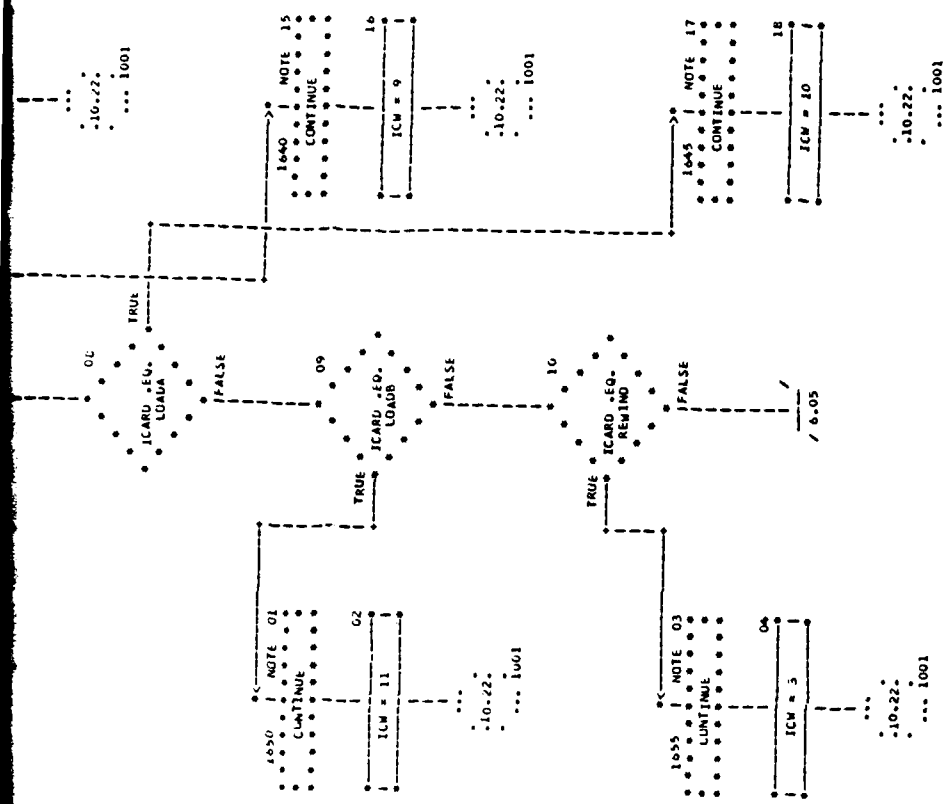 .10.22.
1001
1640
NOTE 15
CONTINUE
16
ICW = 9
.10.22.
1001
1645
NOTE 17
CONTINUE
18
ICW = 10
.10.22.
1001
TRUE
08
ICARD .EQ.
LOADA
FALSE
09
TRUE
ICARD .EQ.
LOADB
FALSE
10
TRUE
ICARD .EQ.
REWIND
FALSE
/ 6.05 /
1650
NOTE 01
CONTINUE
02
ICW = 11
.10.22.
1001
1655
NOTE 03
CONTINUE
04
ICW = 3
.10.22.
1001